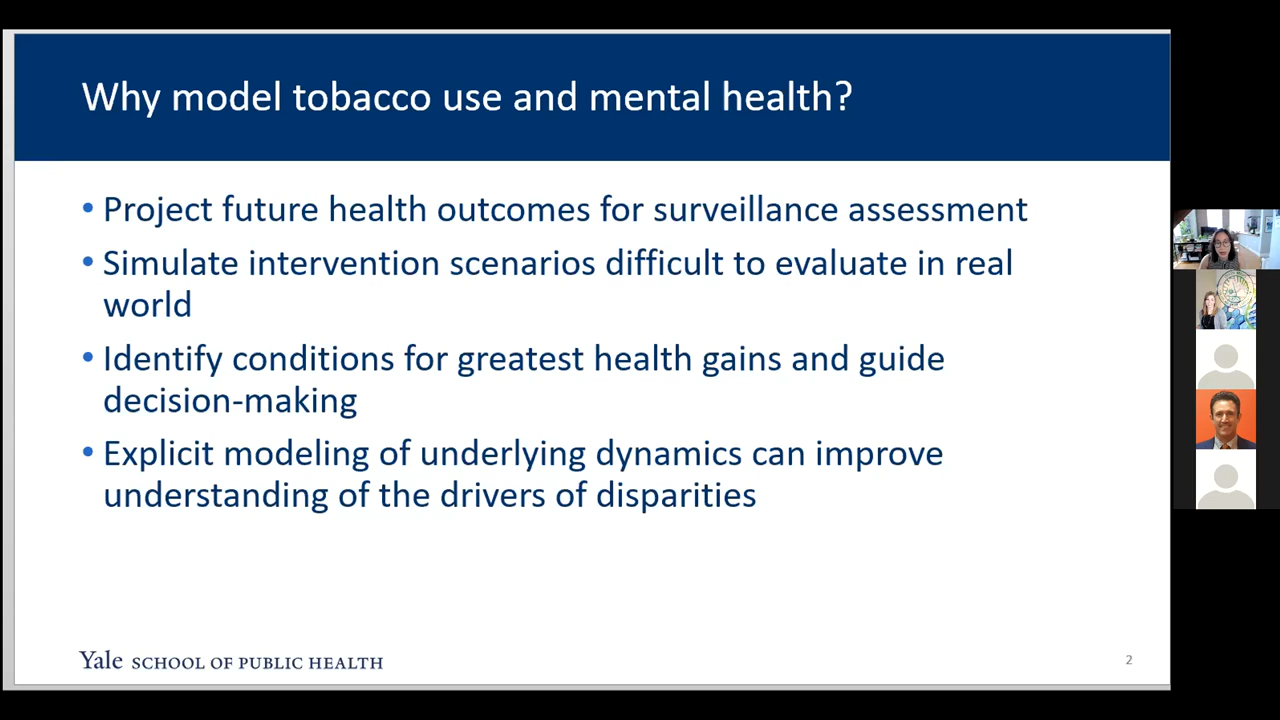 Why model tobacco use and mental health?
• Project future health outcomes for surveillance assessment
• Simulate intervention scenarios difficult to evaluate in real
world
• Identify conditions for greatest health gains and guide
decision-making
• Explicit modeling of underlying dynamics can improve
understanding of the drivers of disparities
Yale SCHOOL OF PUBLIC HEALTH
2